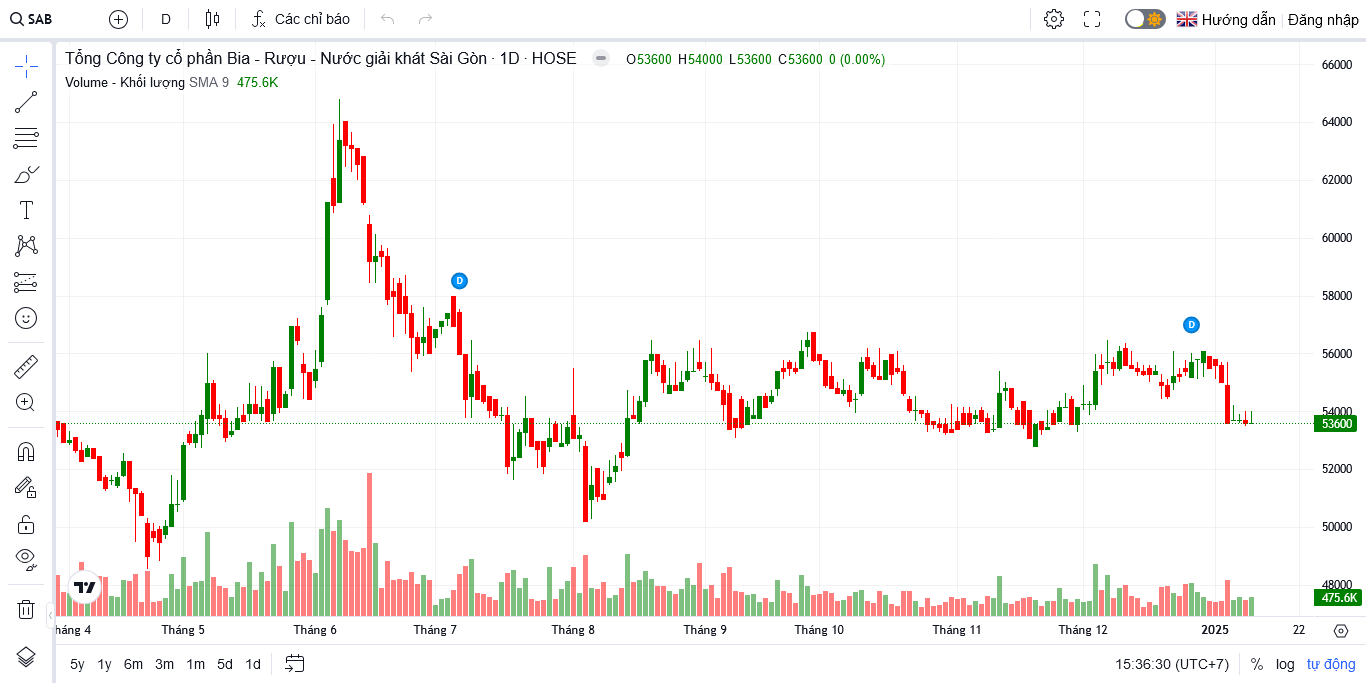 SAB D Các chỉ báo Hướng dẫn Đăng nhập
Tổng Công ty cổ phần Bia - Rượu - Nước giải khát Sài Gòn · 1D · HOSE O53600 H54000 L53600 C53600 0 (0.00%)
Volume - Khối lượng SMA 9 475.6K
66000
64000
62000
60000
58000
D
D
56000
54000
53600
52000
50000
48000
475.6K
háng 4 Tháng 5 Tháng 6 Tháng 7 Tháng 8 Tháng 9 Tháng 10 Tháng 11 Tháng 12 2025 22
5y 1y 6m 3m 1m 5d 1d 15:36:30 (UTC+7) % log tự động